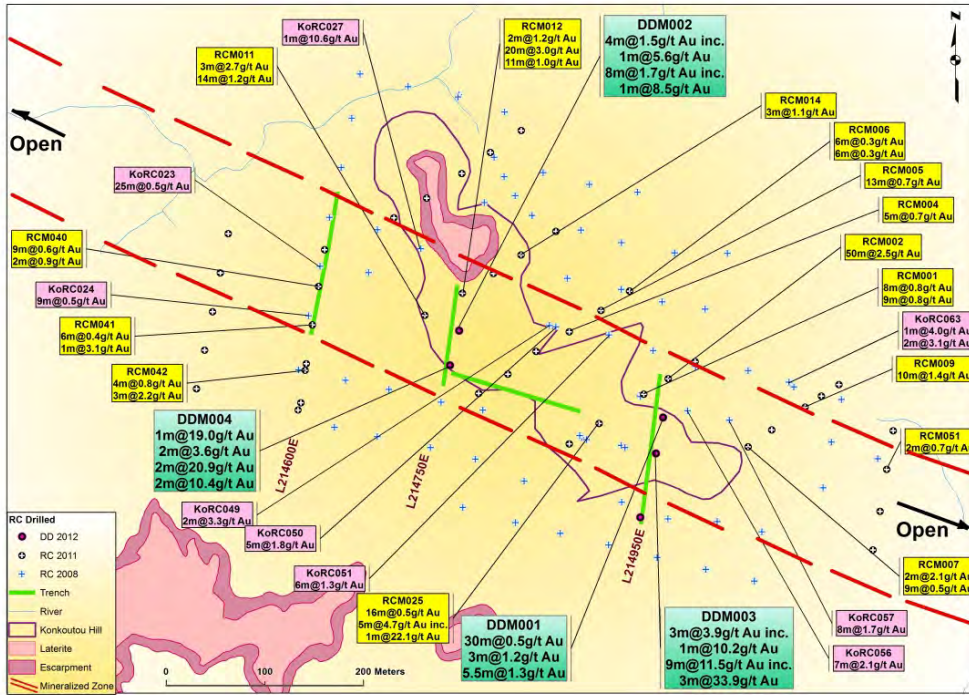 KoRC027
1m@10.6g/t Au
RCM012
2m@1.2g/t Au
20m@3.0g/t Au
11m@1.0g/t Au
DDM002
4m@1.5g/t Au inc.
1m@5.6g/t Au
8m@1.7g/t Au inc.
1m@8.5g/t Au
Z
RCM011
3m@2.7g/t Au
14m@1.2g/t Au
RCM014
3m@1.1g/t Au
Open
RCM006
6m@0.3g/t Au
6m@0.3g/t Au
KoRC023
25m@0.5g/t Au
RCM005
13m@0.7g/t Au
RCM004
5m@0.7g/t Au
RCM040
9m@0.6g/t Au
2m@0.9g/t Au
RCM002
50m@2.5g/t Au
KoRC024
9m@0.5g/t Au
RCM001
8m@0.8g/t Au
9m@0.8g/t Au
RCM041
6m@0.4g/t Au
1m@3.1g/t Au
KoRC063
1m@4.0g/t Au
2m@3.1g/t Au
RCM042
4m@0.8g/t Au
3m@2.2g/t Au
RCM009
10m@1.4g/t Au
DDM004
1m@19.0g/t Au
2m@3.6g/t Au
2m@20.9g/t Au
2m@10.4g/t Au
L214600E
L214750E
L214950E
RCM051
2m@0.7g/t Au
KoRC049
2m@3.3g/t Au
KoRC050
5m@1.8g/t Au
Open
KoRC051
6m@1.3g/t Au
RCM007
2m@2.1g/t Au
9m@0.5g/t Au
RCM025
16m@0.5g/t Au
5m@4.7g/t Au inc.
1m@22.1g/t Au
DDM001
30m@0.5g/t Au
3m@1.2g/t Au
5.5m@1.3g/t Au
DDM003
3m@3.9g/t Au inc.
1m@10.2g/t Au
9m@11.5g/t Au inc.
3m@33.9g/t Au
KoRC057
8m@1.7g/t Au
KoRC056
7m@2.1g/t Au
RC Drilled
DD 2012
RC 2011
RC 2008
Trench
River
Konkoutou Hill
Laterite
Escarpment
Mineralized Zone
0 100 200 Meters